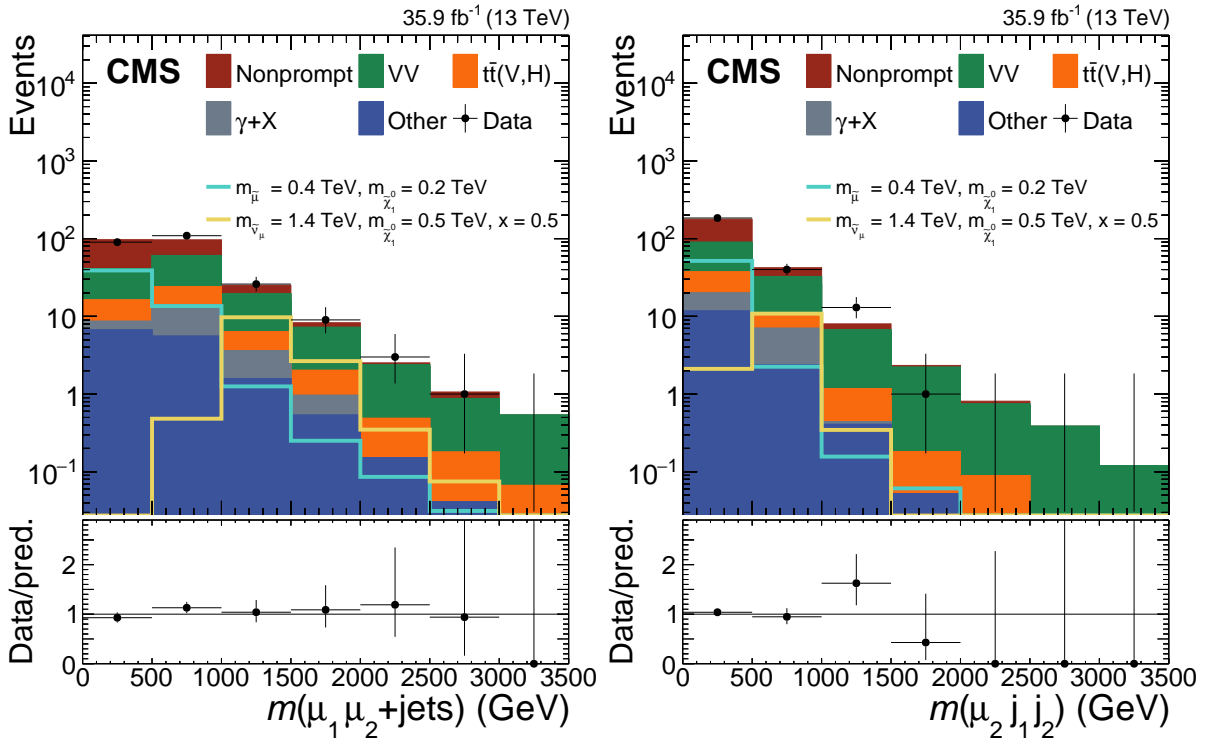 35.9 fb⁻¹ (13 TeV)
CMS
Nonprompt VV tt̄(V,H)
γ+X Other Data
m_μ̃ = 0.4 TeV, m_χ̃₁⁰ = 0.2 TeV
m_ν̃_μ = 1.4 TeV, m_χ̃₁⁰ = 0.5 TeV, x = 0.5
Events
10⁴
10³
10²
10
1
10⁻¹
Data/pred.
2
1
0
0 500 1000 1500 2000 2500 3000 3500
m(μ₁μ₂+jets) (GeV)
35.9 fb⁻¹ (13 TeV)
CMS
Nonprompt VV tt̄(V,H)
γ+X Other Data
m_μ̃ = 0.4 TeV, m_χ̃₁⁰ = 0.2 TeV
m_ν̃_μ = 1.4 TeV, m_χ̃₁⁰ = 0.5 TeV, x = 0.5
Events
10⁴
10³
10²
10
1
10⁻¹
Data/pred.
2
1
0
0 500 1000 1500 2000 2500 3000 3500
m(μ₂ j₁ j₂) (GeV)